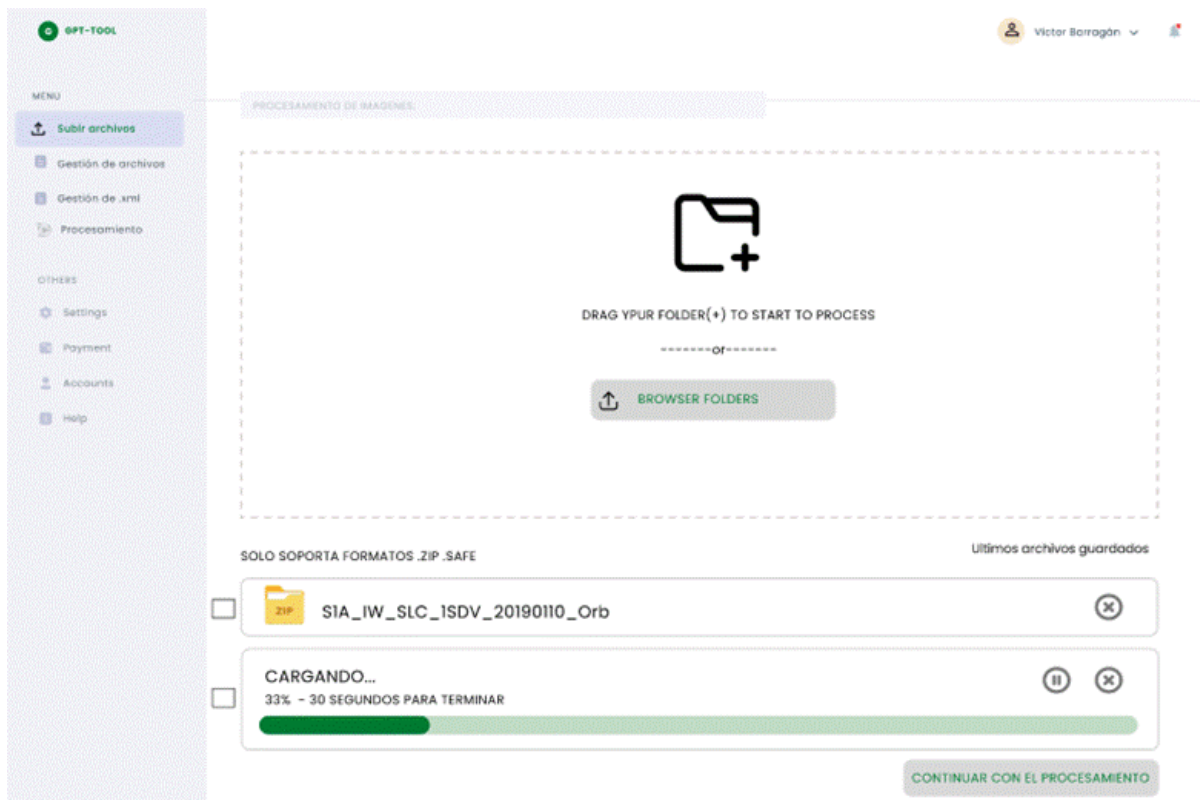 G GPT-TOOL
Victor Barragán
MENU
PROCESAMIENTO DE IMAGENES:
Subir archivos
Gestión de archivos
Gestión de .xml
Procesamiento
OTHERS
Settings
Payment
Accounts
Help
DRAG YPUR FOLDER(+) TO START TO PROCESS
-------or-------
BROWSER FOLDERS
SOLO SOPORTA FORMATOS .ZIP .SAFE
Ultimos archivos guardados
ZIP S1A_IW_SLC_1SDV_20190110_Orb
CARGANDO...
33% - 30 SEGUNDOS PARA TERMINAR
CONTINUAR CON EL PROCESAMIENTO